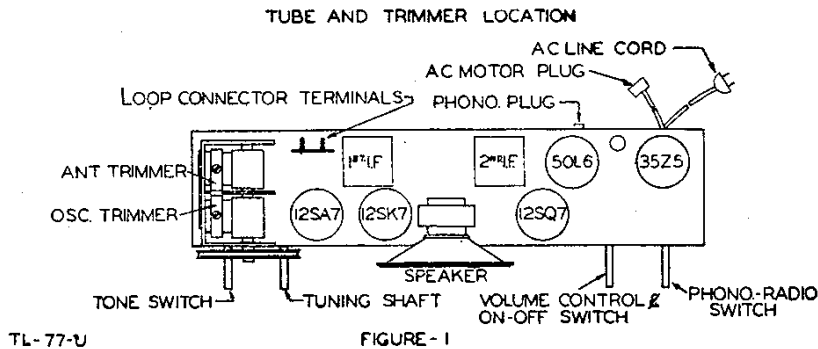 TUBE AND TRIMMER LOCATION
AC LINE CORD
AC MOTOR PLUG
LOOP CONNECTOR TERMINALS
PHONO. PLUG
1ST I.F
2ND I.F
50L6
35Z5
ANT TRIMMER
OSC. TRIMMER
12SA7
12SK7
12SQ7
SPEAKER
TONE SWITCH
TUNING SHAFT
VOLUME CONTROL &
ON-OFF SWITCH
PHONO.-RADIO
SWITCH
TL-77-U
FIGURE-1